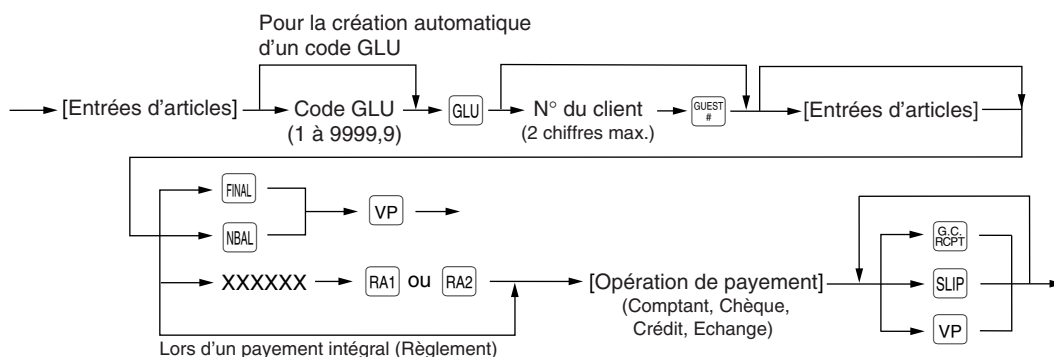 Pour la création automatique
d'un code GLU
[Entrées d'articles] Code GLU GLU N° du client GUEST # [Entrées d'articles]
(1 à 9999,9) (2 chiffres max.)
FINAL
VP
NBAL
G.C. RCPT
XXXXXX RA1 ou RA2 [Opération de payement] SLIP
(Comptant, Chèque,
Crédit, Echange)
VP
Lors d'un payement intégral (Règlement)